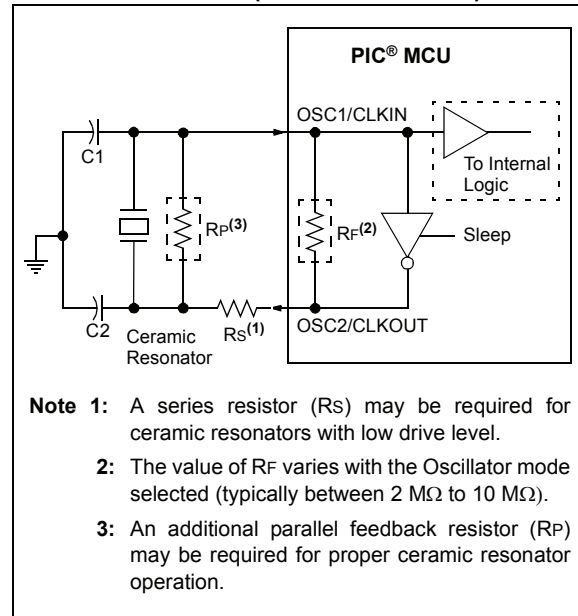 PIC® MCU
OSC1/CLKIN
C1
To Internal
Logic
RP(3)
RF(2)
Sleep
C2
Ceramic
Resonator
RS(1)
OSC2/CLKOUT
Note 1: A series resistor (RS) may be required for
ceramic resonators with low drive level.
2: The value of RF varies with the Oscillator mode
selected (typically between 2 MΩ to 10 MΩ).
3: An additional parallel feedback resistor (RP)
may be required for proper ceramic resonator
operation.